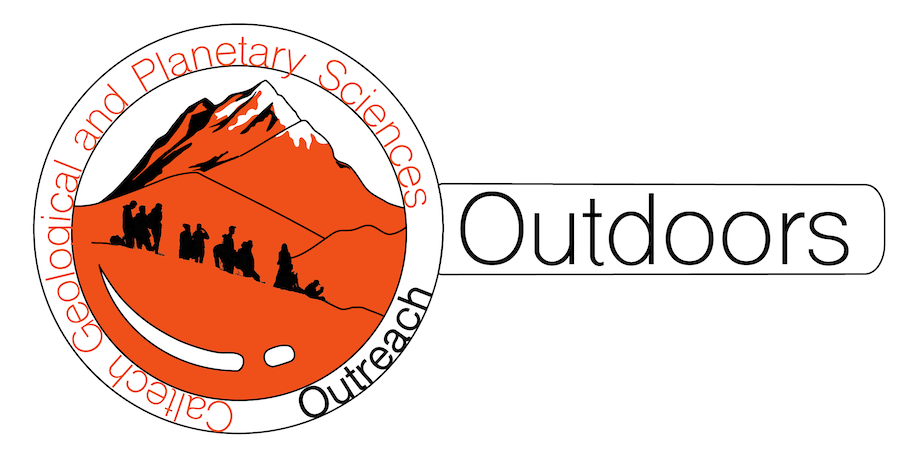 Caltech Geological and Planetary Sciences
Outreach
Outdoors